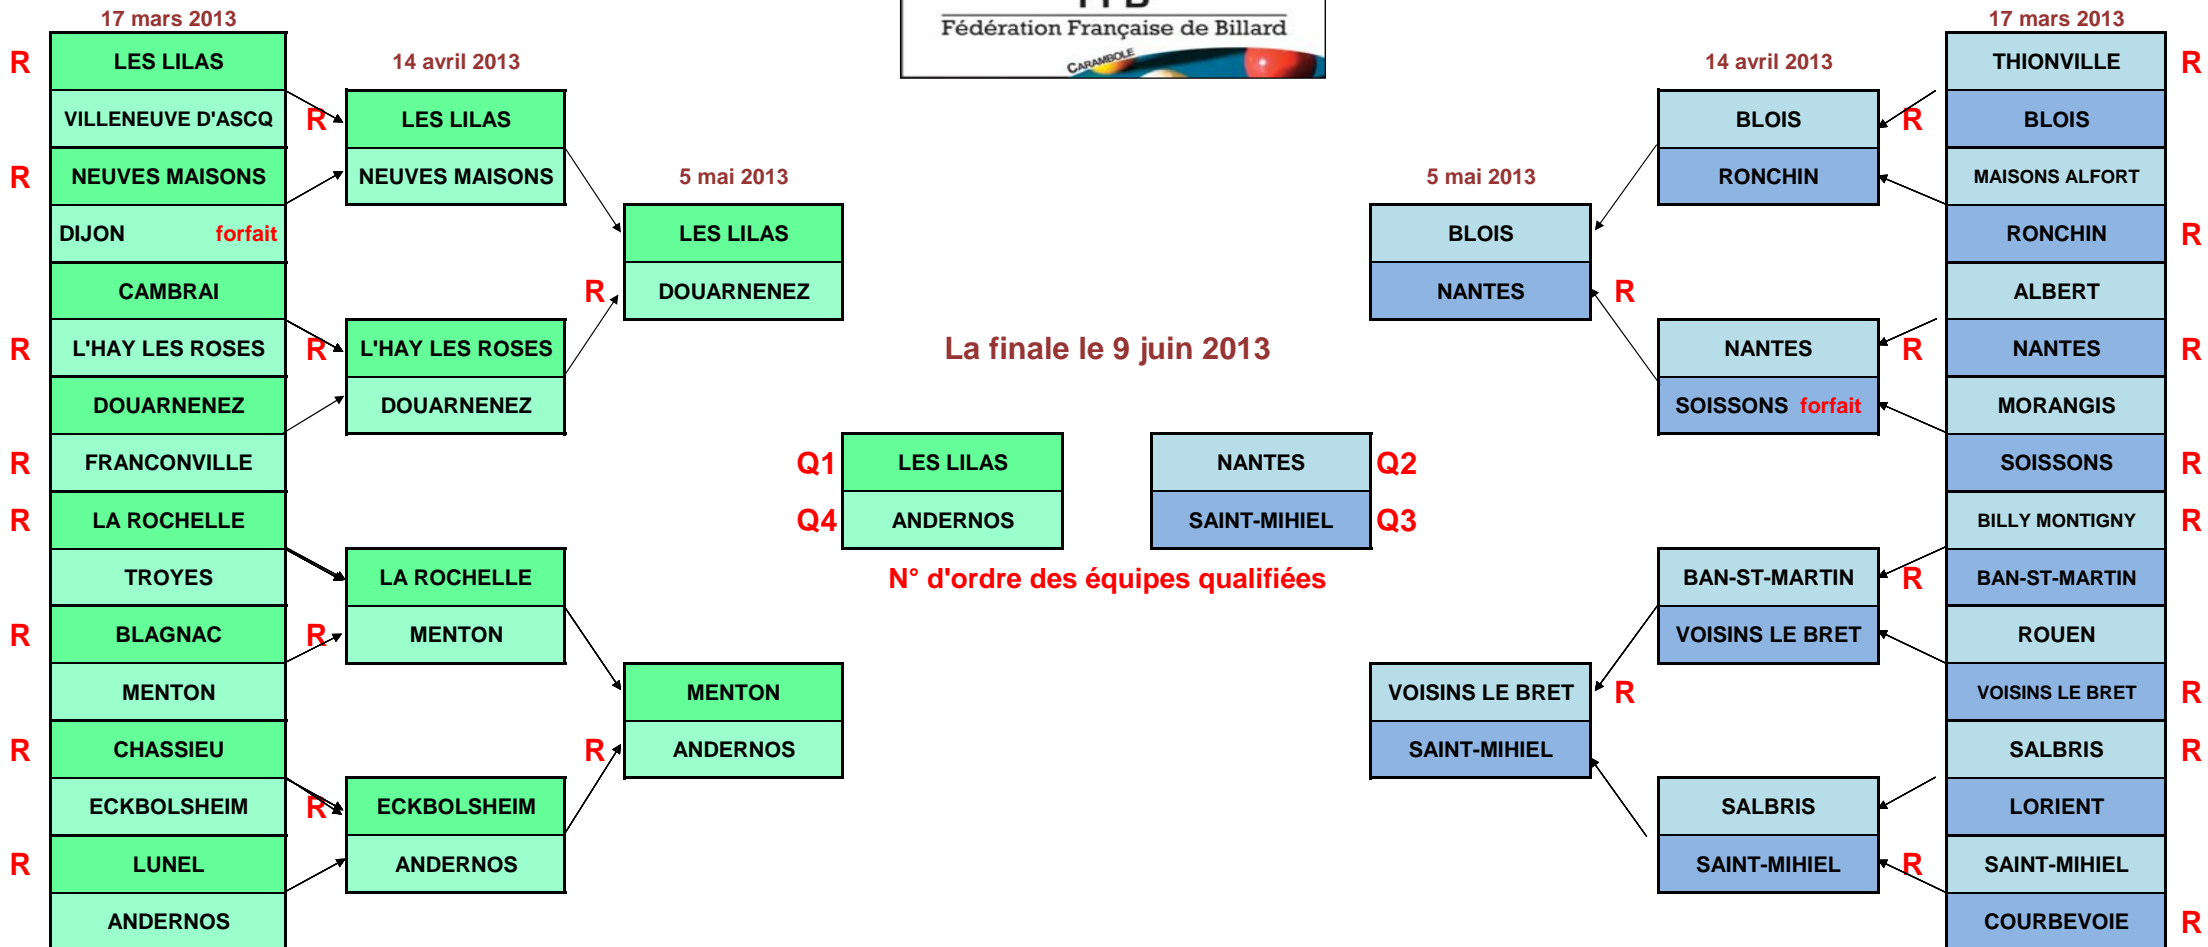 FFB
Fédération Française de Billard
CARAMBOLE
17 mars 2013
R LES LILAS
VILLENEUVE D'ASCQ
R NEUVES MAISONS
DIJON forfait
CAMBRAI
R L'HAY LES ROSES
DOUARNENEZ
R FRANCONVILLE
R LA ROCHELLE
TROYES
R BLAGNAC
MENTON
R CHASSIEU
ECKBOLSHEIM
R LUNEL
ANDERNOS
14 avril 2013
R LES LILAS
NEUVES MAISONS
R L'HAY LES ROSES
DOUARNENEZ
LA ROCHELLE
R MENTON
R ECKBOLSHEIM
ANDERNOS
5 mai 2013
LES LILAS
R DOUARNENEZ
MENTON
R ANDERNOS
La finale le 9 juin 2013
Q1 LES LILAS
Q4 ANDERNOS
NANTES Q2
SAINT-MIHIEL Q3
N° d'ordre des équipes qualifiées
5 mai 2013
BLOIS
NANTES R
VOISINS LE BRET R
SAINT-MIHIEL
14 avril 2013
BLOIS R
RONCHIN
NANTES R
SOISSONS forfait
BAN-ST-MARTIN R
VOISINS LE BRET
SALBRIS
SAINT-MIHIEL R
17 mars 2013
THIONVILLE R
BLOIS
MAISONS ALFORT
RONCHIN R
ALBERT
NANTES R
MORANGIS
SOISSONS R
BILLY MONTIGNY R
BAN-ST-MARTIN
ROUEN
VOISINS LE BRET R
SALBRIS R
LORIENT
SAINT-MIHIEL
COURBEVOIE R